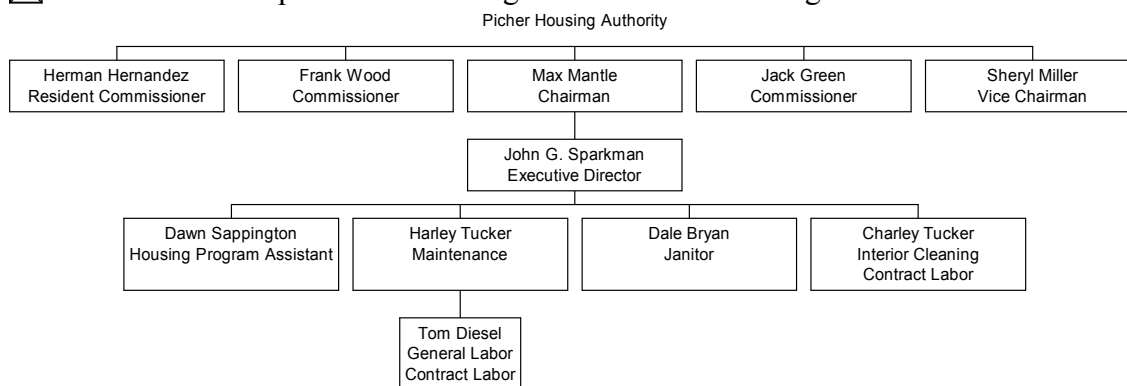 Picher Housing Authority
Herman Hernandez
Resident Commissioner
Frank Wood
Commissioner
Max Mantle
Chairman
Jack Green
Commissioner
Sheryl Miller
Vice Chairman
John G. Sparkman
Executive Director
Dawn Sappington
Housing Program Assistant
Harley Tucker
Maintenance
Dale Bryan
Janitor
Charley Tucker
Interior Cleaning
Contract Labor
Tom Diesel
General Labor
Contract Labor